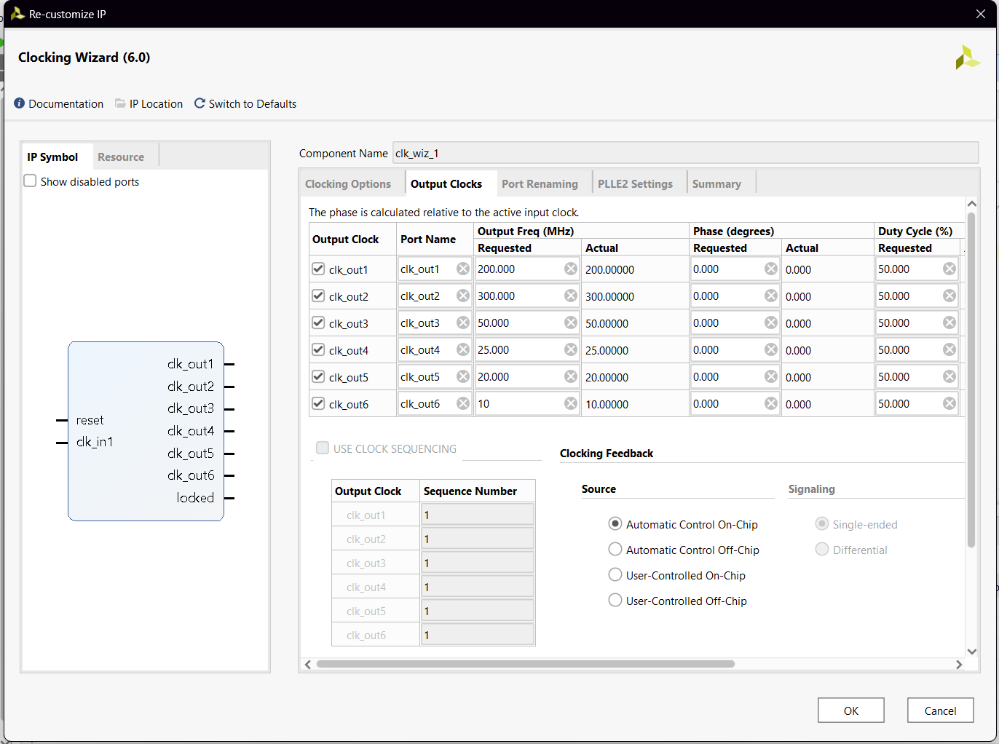 Re-customize IP
Clocking Wizard (6.0)
Documentation IP Location Switch to Defaults
IP Symbol Resource
Show disabled ports
reset
clk_in1
clk_out1
clk_out2
clk_out3
clk_out4
clk_out5
clk_out6
locked
Component Name clk_wiz_1
Clocking Options Output Clocks Port Renaming PLLE2 Settings Summary
The phase is calculated relative to the active input clock.
Output Clock Port Name Output Freq (MHz) Phase (degrees) Duty Cycle (%)
Requested Actual Requested Actual Requested
clk_out1 clk_out1 200.000 200.00000 0.000 0.000 50.000
clk_out2 clk_out2 300.000 300.00000 0.000 0.000 50.000
clk_out3 clk_out3 50.000 50.00000 0.000 0.000 50.000
clk_out4 clk_out4 25.000 25.00000 0.000 0.000 50.000
clk_out5 clk_out5 20.000 20.00000 0.000 0.000 50.000
clk_out6 clk_out6 10 10.00000 0.000 0.000 50.000
USE CLOCK SEQUENCING
Output Clock Sequence Number
clk_out1 1
clk_out2 1
clk_out3 1
clk_out4 1
clk_out5 1
clk_out6 1
Clocking Feedback
Source Signaling
Automatic Control On-Chip Single-ended
Automatic Control Off-Chip Differential
User-Controlled On-Chip
User-Controlled Off-Chip
OK Cancel